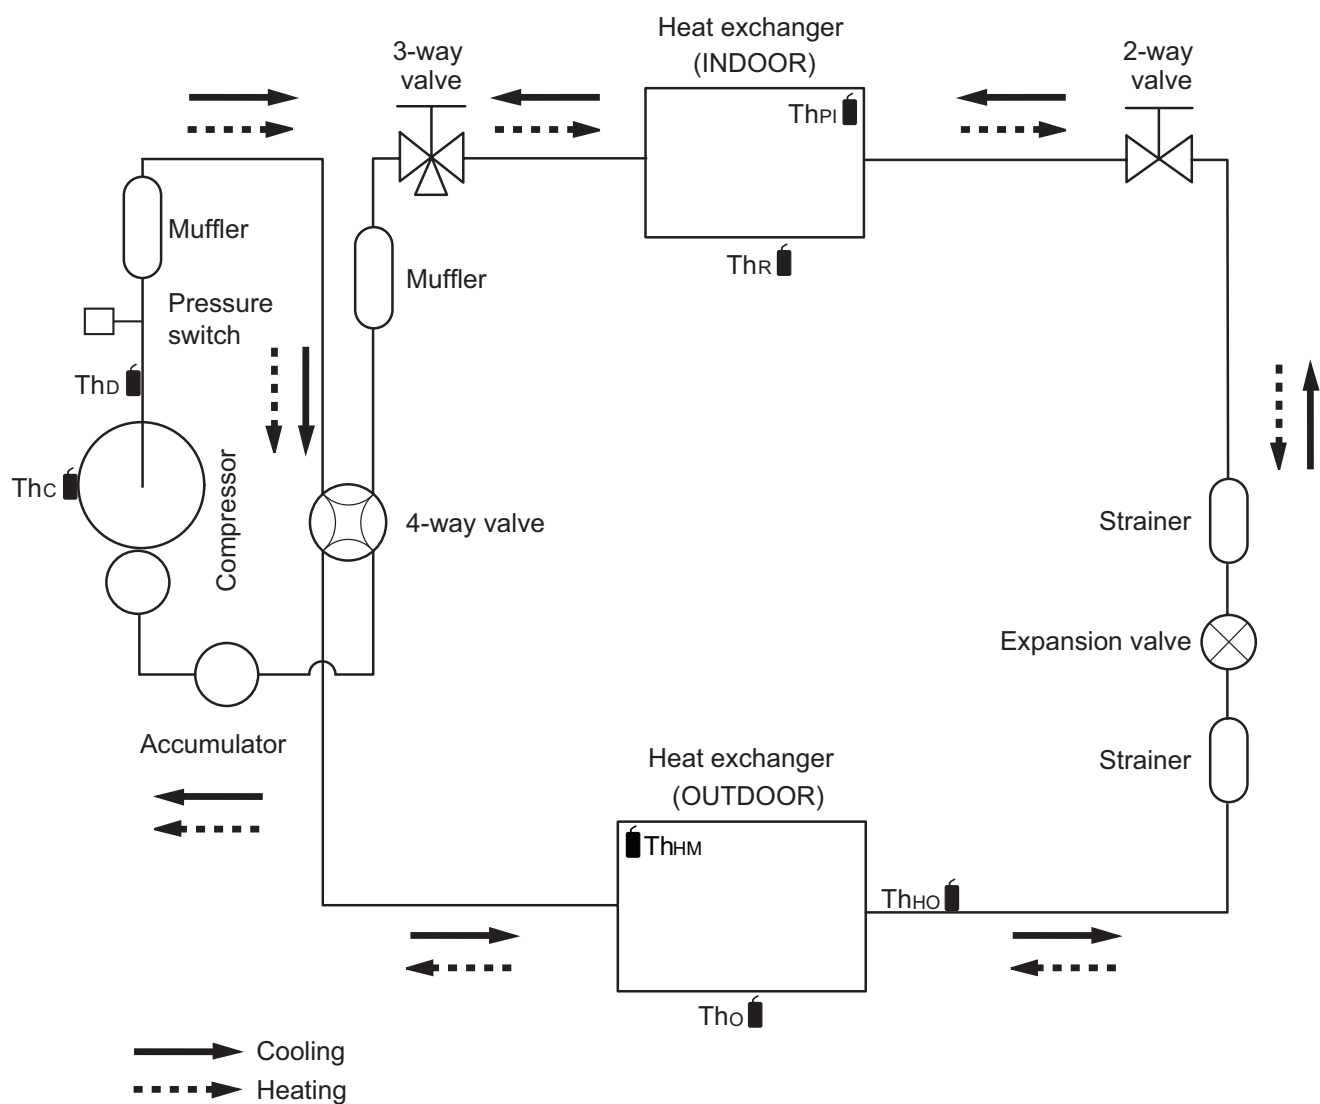 Heat exchanger
(INDOOR)
3-way
valve
2-way
valve
ThPI
Muffler
ThR
Muffler
Pressure
switch
ThD
Compressor
ThC
4-way valve
Strainer
Expansion valve
Strainer
Accumulator
Heat exchanger
(OUTDOOR)
ThHM
ThHO
ThO
Cooling
Heating